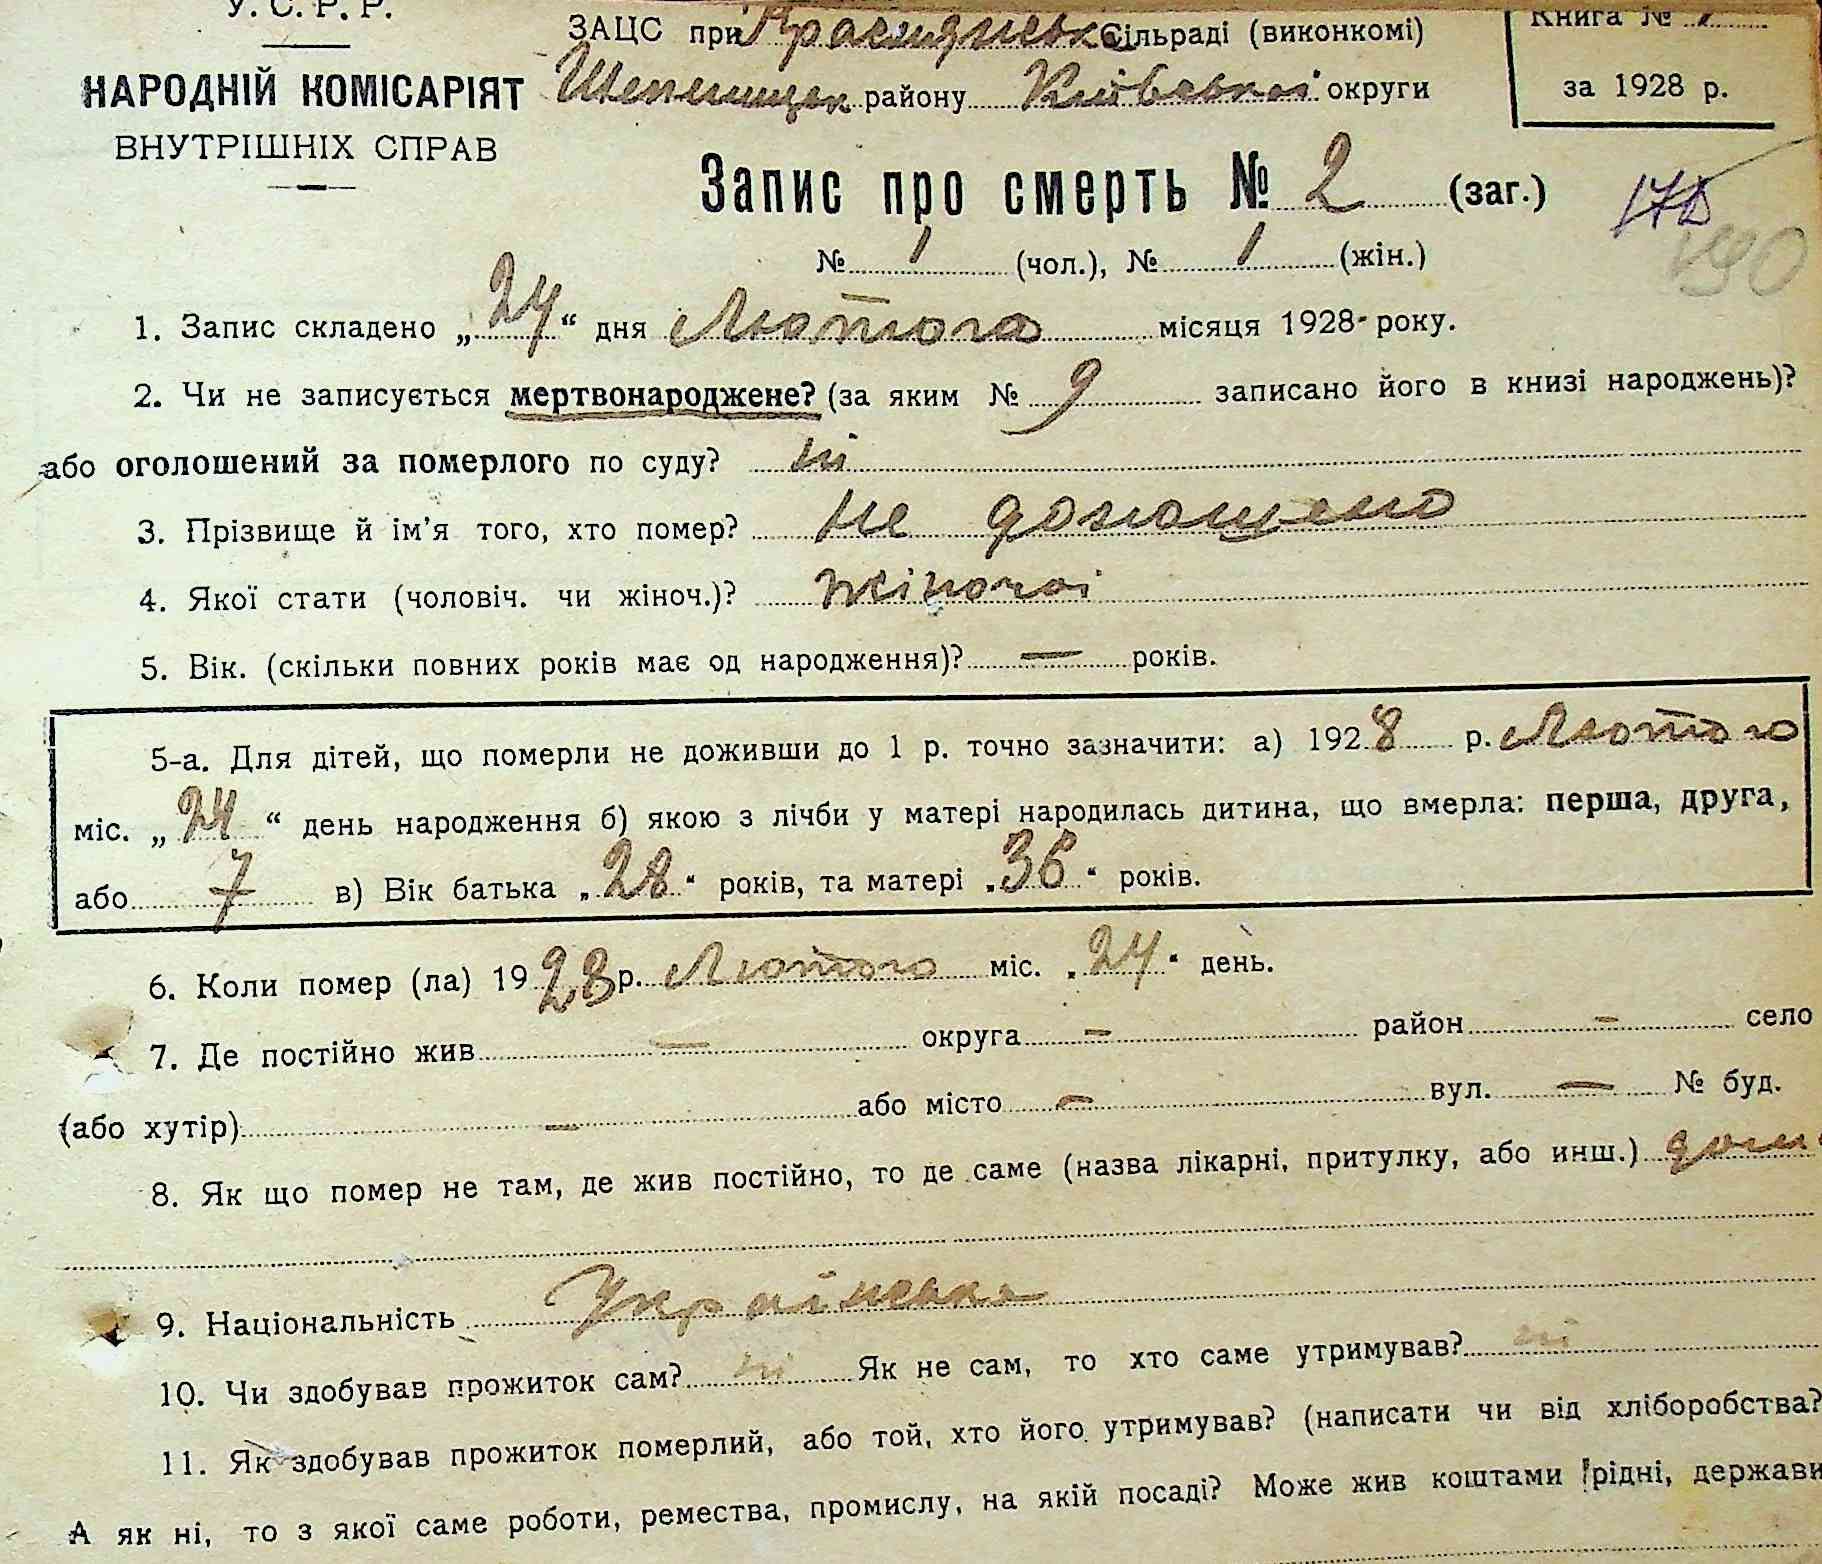 У. С. Р. Р.
НАРОДНІЙ КОМІСАРІЯТ
ВНУТРІШНІХ СПРАВ
ЗАЦС при Сільраді (виконкомі)
району Київської округи
Книга № 1
за 1928 р.
Запис про смерть № 2 (заг.)
№ 1 (чол.), № 1 (жін.)
190
1. Запис складено „24“ дня Лютого місяця 1928 року.
2. Чи не записується мертвонароджене? (за яким № 9 записано його в книзі народжень)?
або оголошений за померлого по суду? ні
3. Прізвище й ім’я того, хто помер? не доношено
4. Якої стати (чоловіч. чи жіноч.)? жіночої
5. Вік. (скільки повних років має од народження)? — років.
5-а. Для дітей, що померли не доживши до 1 р. точно зазначити: а) 1928 р. Лютого
міс. „24“ день народження б) якою з лічби у матері народилась дитина, що вмерла: перша, друга,
або 7 в) Вік батька „28“ років, та матері „36“ років.
6. Коли помер (ла) 1928 р. Лютого міс. „24“ день.
7. Де постійно жив — округа — район — село
(або хутір) — або місто — вул. — № буд.
8. Як що помер не там, де жив постійно, то де саме (назва лікарні, притулку, або инш.) дома
9. Національність Українська
10. Чи здобував прожиток сам? ні Як не сам, то хто саме утримував? ні
11. Як здобував прожиток померлий, або той, хто його утримував? (написати чи від хліборобства?
А як ні, то з якої саме роботи, ремества, промислу, на якій посаді? Може жив коштами рідні, держави